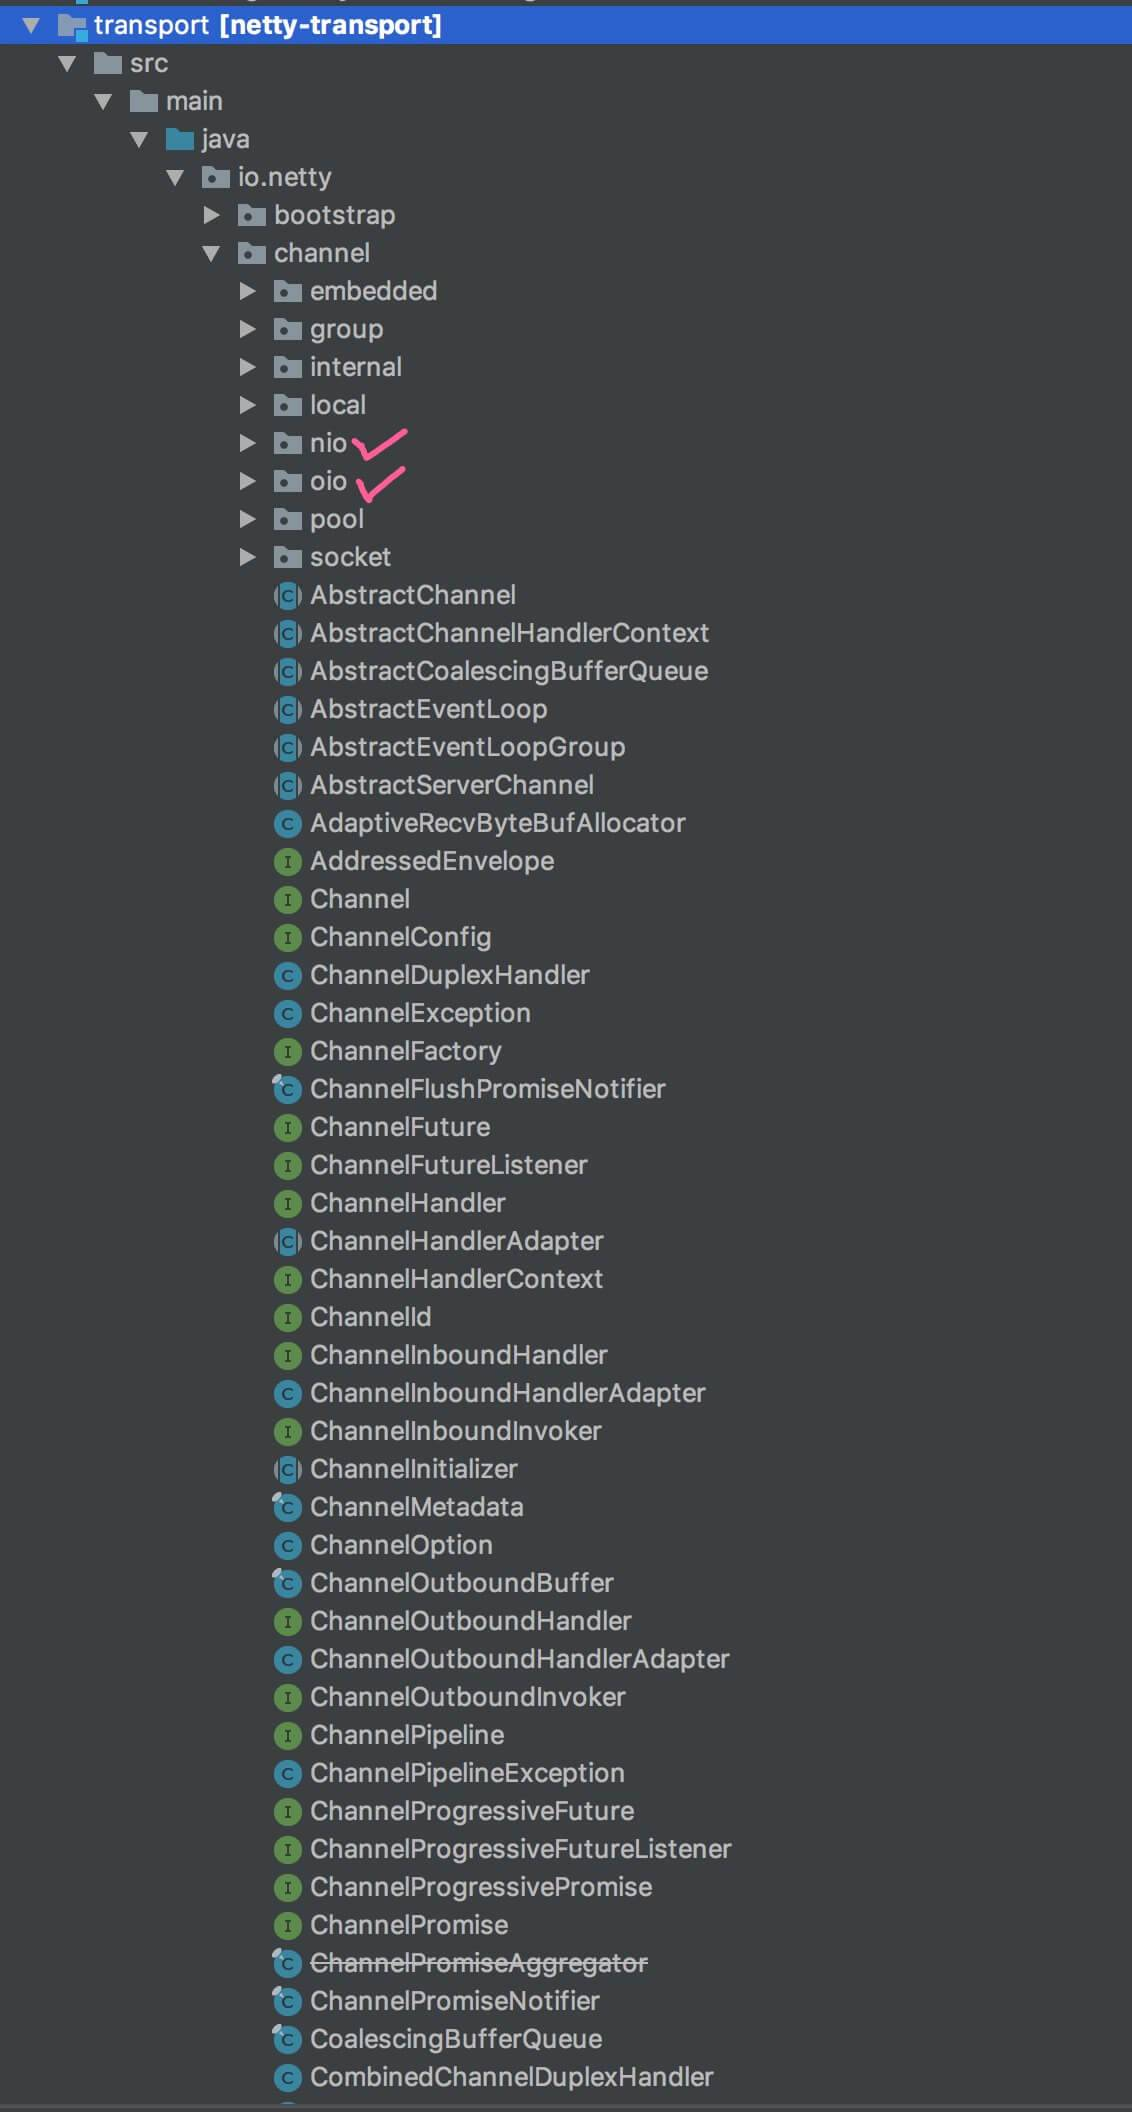 transport [netty-transport]
src
main
java
io.netty
bootstrap
channel
embedded
group
internal
local
nio
oio
pool
socket
AbstractChannel
AbstractChannelHandlerContext
AbstractCoalescingBufferQueue
AbstractEventLoop
AbstractEventLoopGroup
AbstractServerChannel
AdaptiveRecvByteBufAllocator
AddressedEnvelope
Channel
ChannelConfig
ChannelDuplexHandler
ChannelException
ChannelFactory
ChannelFlushPromiseNotifier
ChannelFuture
ChannelFutureListener
ChannelHandler
ChannelHandlerAdapter
ChannelHandlerContext
ChannelId
ChannelInboundHandler
ChannelInboundHandlerAdapter
ChannelInboundInvoker
ChannelInitializer
ChannelMetadata
ChannelOption
ChannelOutboundBuffer
ChannelOutboundHandler
ChannelOutboundHandlerAdapter
ChannelOutboundInvoker
ChannelPipeline
ChannelPipelineException
ChannelProgressiveFuture
ChannelProgressiveFutureListener
ChannelProgressivePromise
ChannelPromise
ChannelPromiseAggregator
ChannelPromiseNotifier
CoalescingBufferQueue
CombinedChannelDuplexHandler